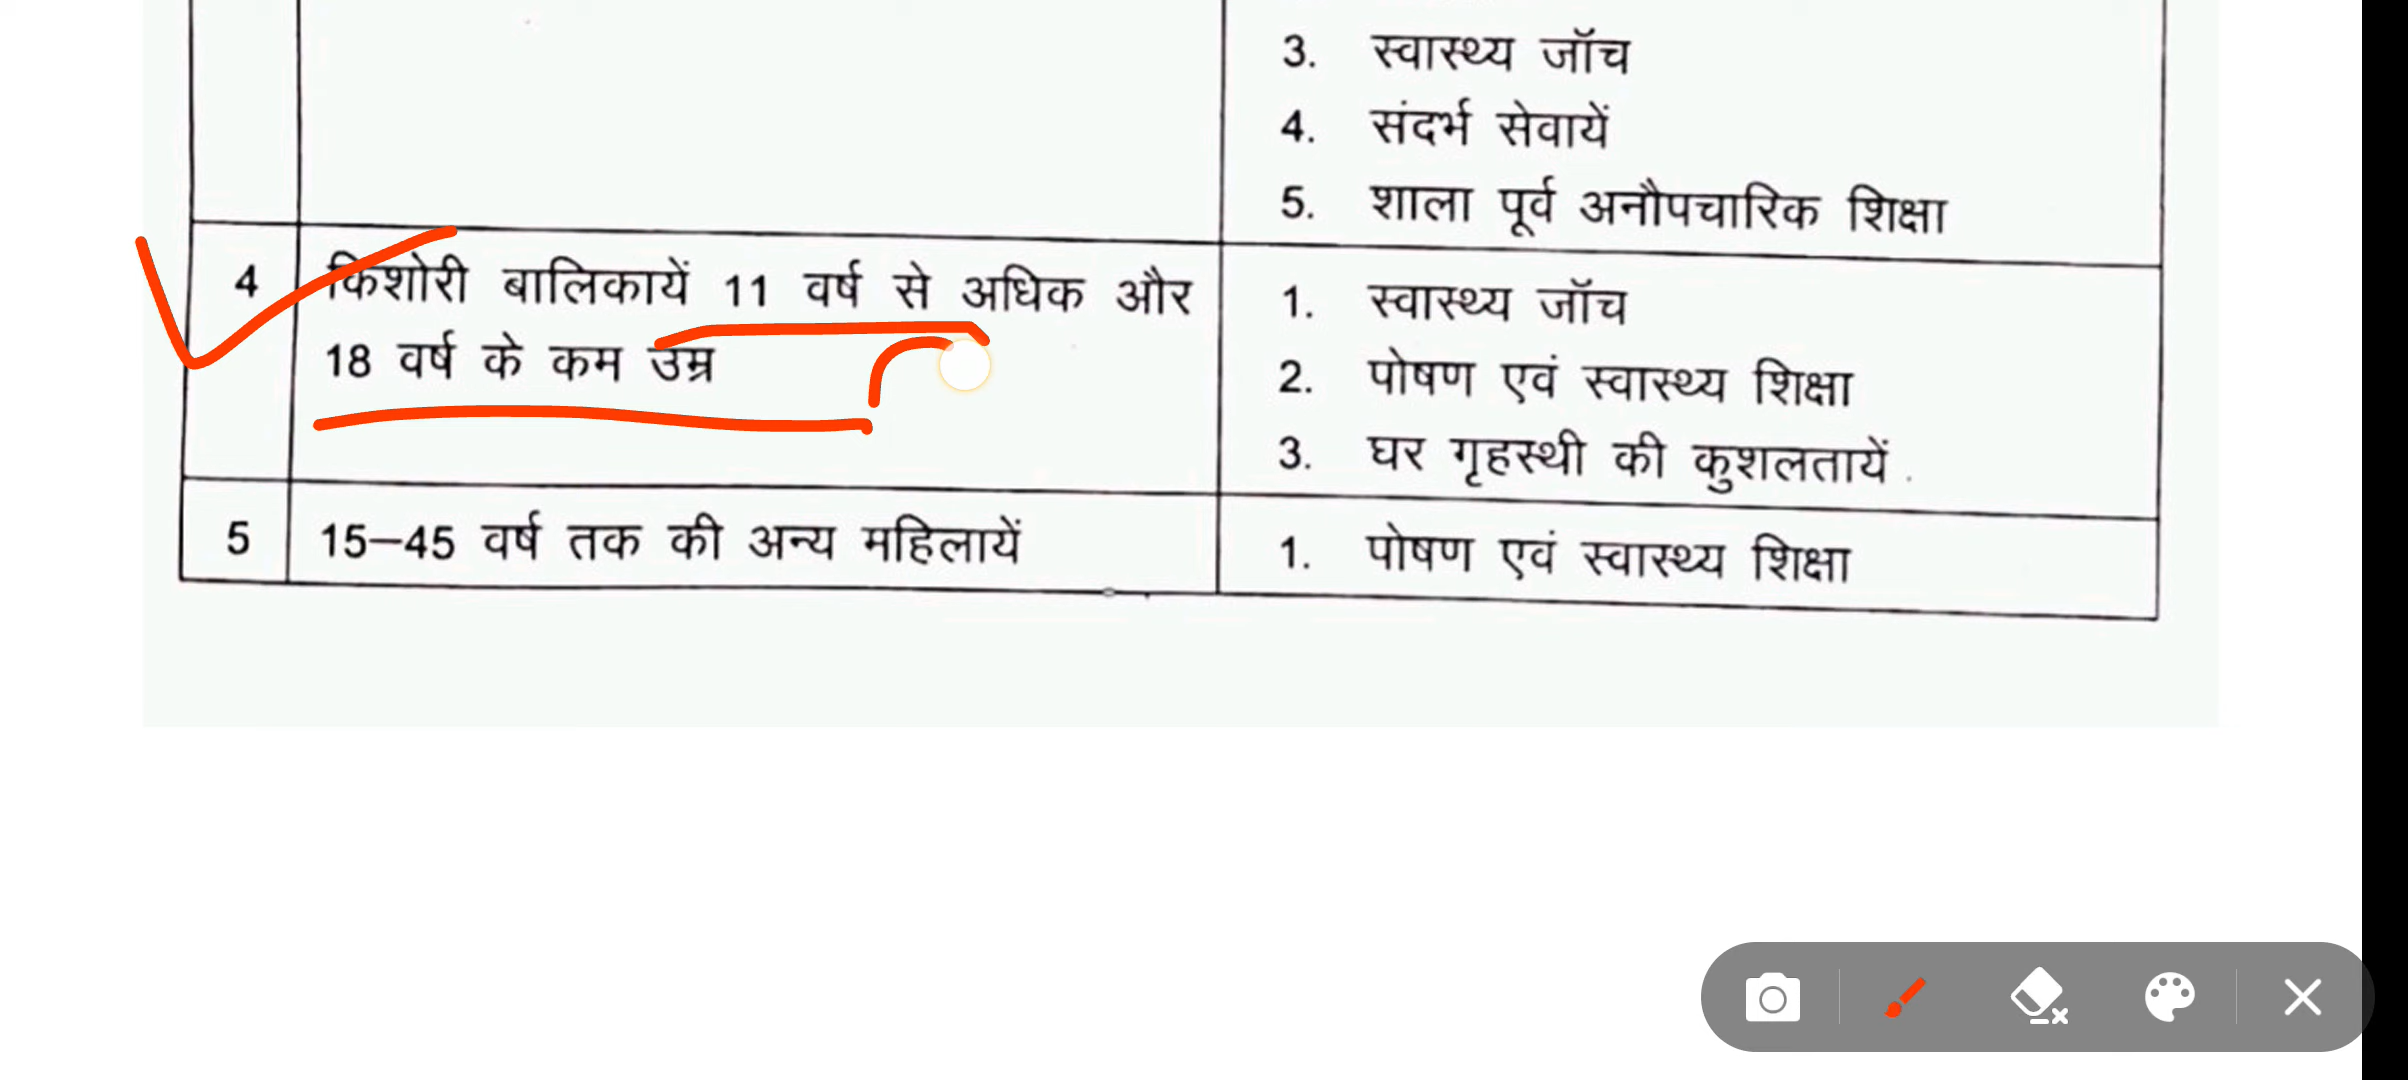 3. स्वास्थ्य जॉच
4. संदर्भ सेवायें
5. शाला पूर्व अनौपचारिक शिक्षा
4 किशोरी बालिकायें 11 वर्ष से अधिक और
18 वर्ष के कम उम्र
1. स्वास्थ्य जॉच
2. पोषण एवं स्वास्थ्य शिक्षा
3. घर गृहस्थी की कुशलतायें .
5 15–45 वर्ष तक की अन्य महिलायें
1. पोषण एवं स्वास्थ्य शिक्षा